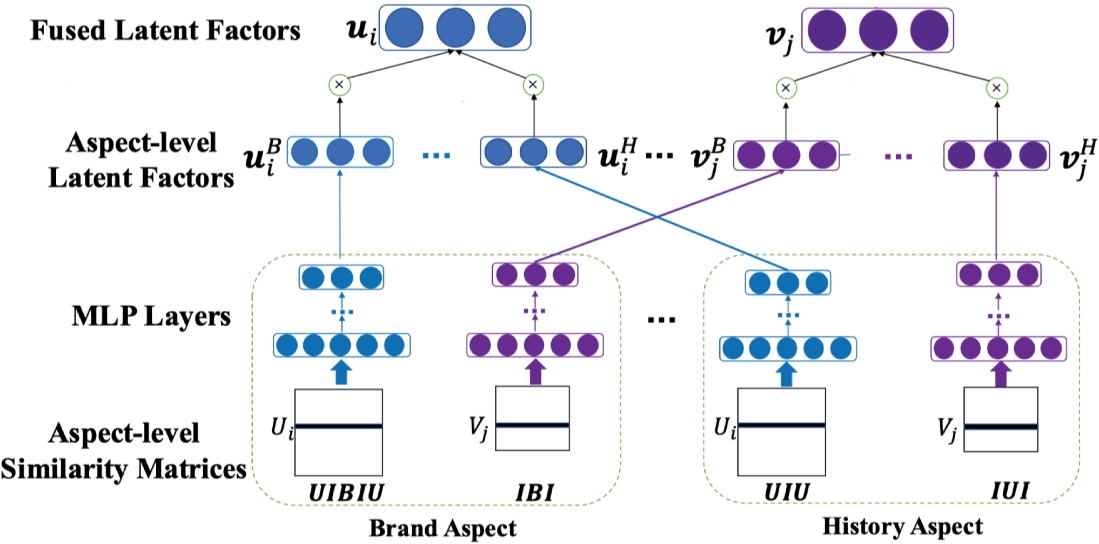 Fused Latent Factors
u_i
v_j
× × × ×
Aspect-level
Latent Factors
u_i^B ... u_i^H ... v_j^B ... v_j^H
MLP Layers
...
Aspect-level
Similarity Matrices
U_i V_j U_i V_j
UIBIU IBI UIU IUI
Brand Aspect History Aspect